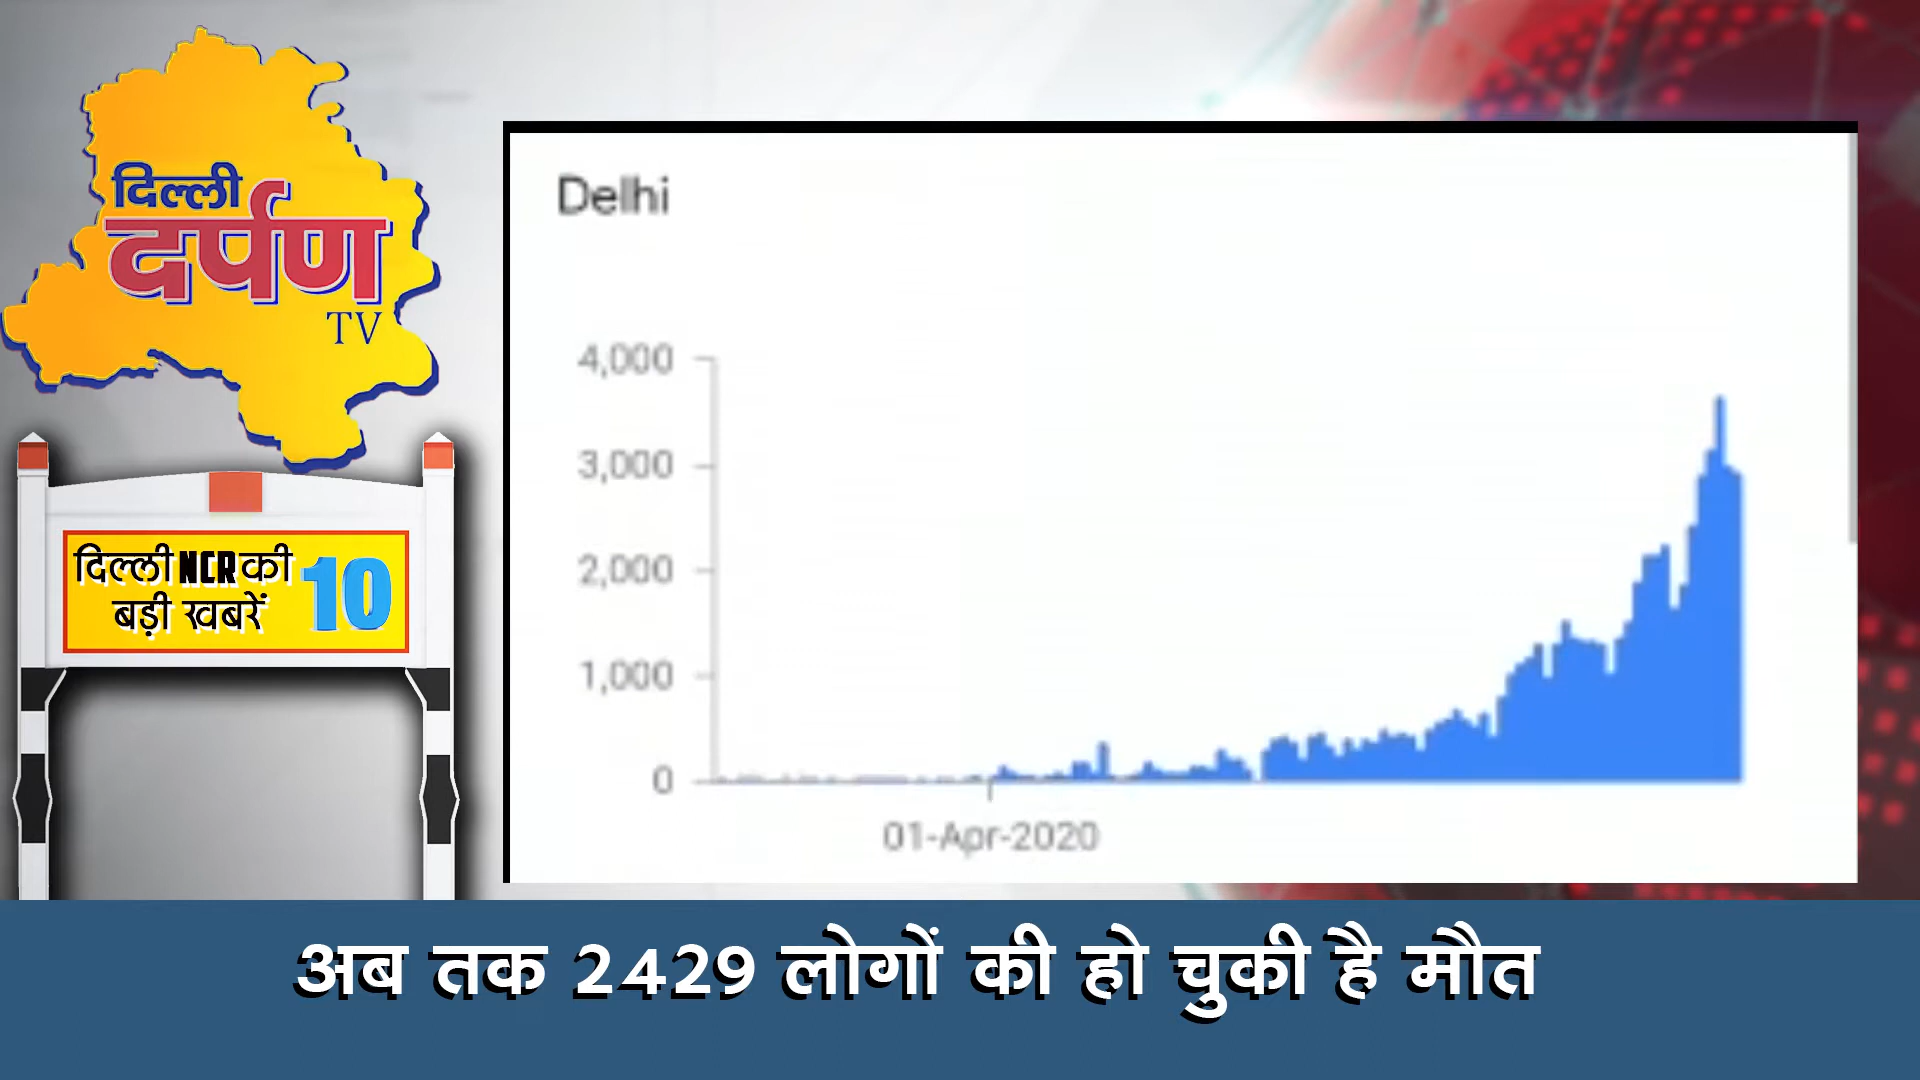 दिल्ली
दर्पण
TV
दिल्ली NCR की
बड़ी खबरें
10
Delhi
4,000
3,000
2,000
1,000
0
01-Apr-2020
अब तक 2429 लोगों की हो चुकी है मौत